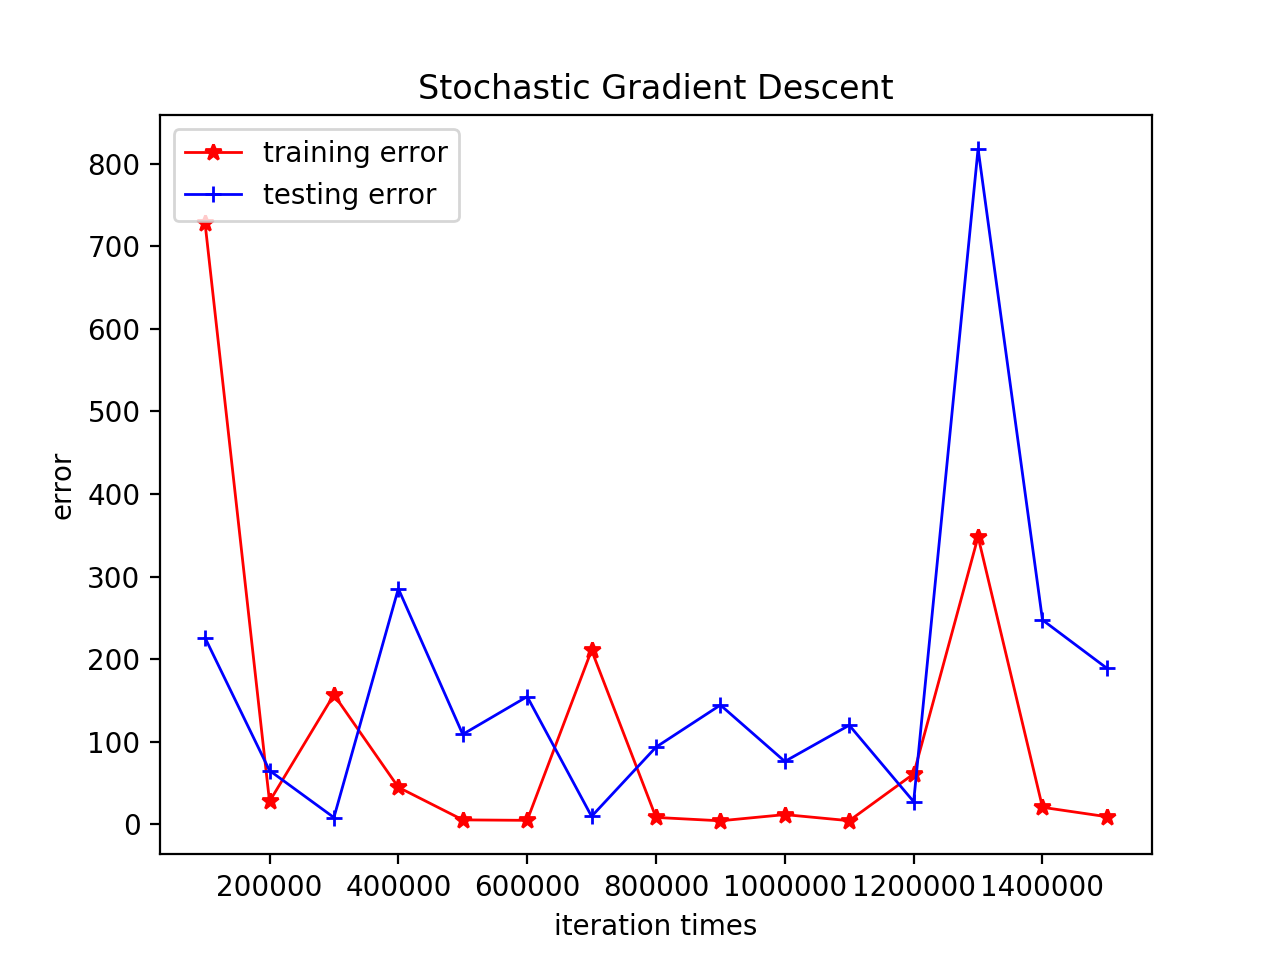 Stochastic Gradient Descent
training error
testing error
800
700
600
500
400
300
200
100
0
error
200000 400000 600000 800000 1000000 1200000 1400000
iteration times